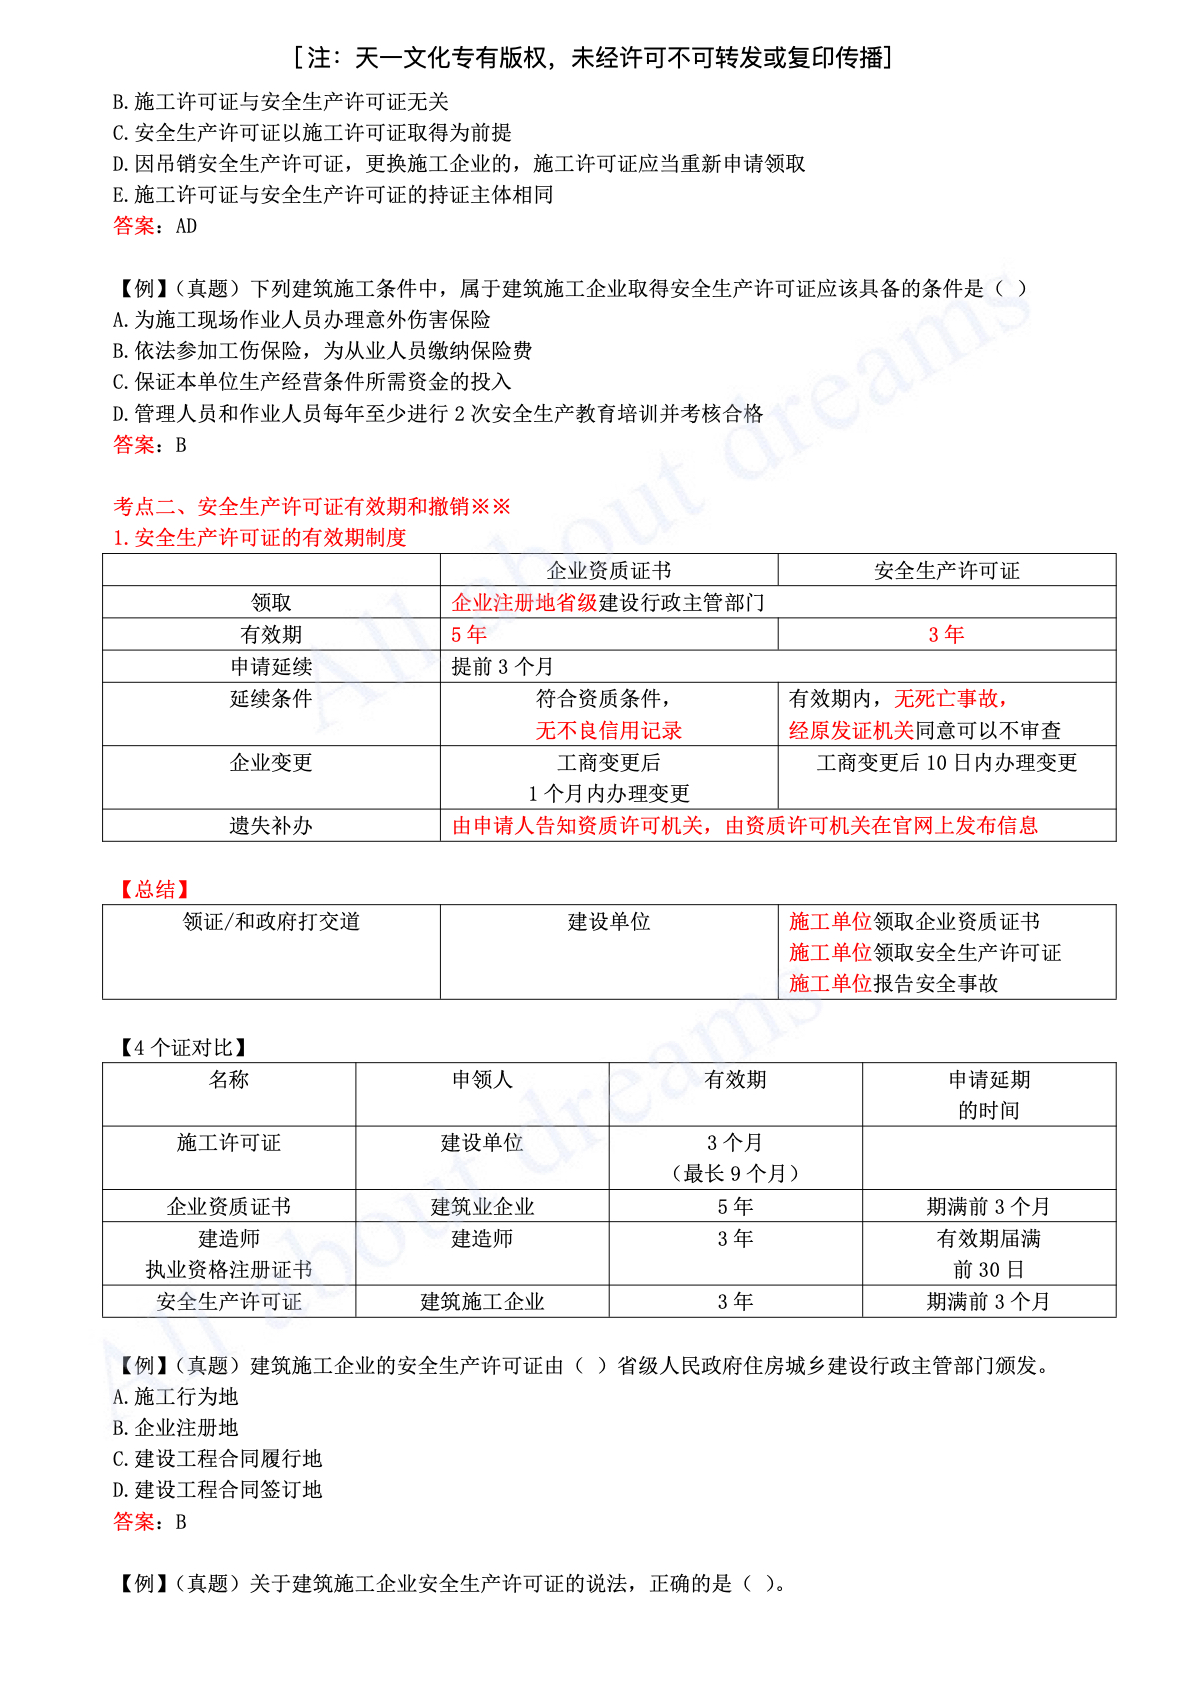 [注：天一文化专有版权，未经许可不可转发或复印传播]
B.施工许可证与安全生产许可证无关
C.安全生产许可证以施工许可证取得为前提
D.因吊销安全生产许可证，更换施工企业的，施工许可证应当重新申请领取
E.施工许可证与安全生产许可证的持证主体相同
答案：AD
【例】（真题）下列建筑施工条件中，属于建筑施工企业取得安全生产许可证应该具备的条件是（ ）
A.为施工现场作业人员办理意外伤害保险
B.依法参加工伤保险，为从业人员缴纳保险费
C.保证本单位生产经营条件所需资金的投入
D.管理人员和作业人员每年至少进行 2 次安全生产教育培训并考核合格
答案：B
考点二、安全生产许可证有效期和撤销※※
1.安全生产许可证的有效期制度
企业资质证书 安全生产许可证
领取 企业注册地省级建设行政主管部门
有效期 5 年 3 年
申请延续 提前 3 个月
延续条件 符合资质条件， 有效期内，无死亡事故，
无不良信用记录 经原发证机关同意可以不审查
企业变更 工商变更后 工商变更后 10 日内办理变更
1 个月内办理变更
遗失补办 由申请人告知资质许可机关，由资质许可机关在官网上发布信息
【总结】
领证/和政府打交道 建设单位 施工单位领取企业资质证书
施工单位领取安全生产许可证
施工单位报告安全事故
【4 个证对比】
名称 申领人 有效期 申请延期
的时间
施工许可证 建设单位 3 个月
（最长 9 个月）
企业资质证书 建筑业企业 5 年 期满前 3 个月
建造师 建造师 3 年 有效期届满
执业资格注册证书 前 30 日
安全生产许可证 建筑施工企业 3 年 期满前 3 个月
【例】（真题）建筑施工企业的安全生产许可证由（ ）省级人民政府住房城乡建设行政主管部门颁发。
A.施工行为地
B.企业注册地
C.建设工程合同履行地
D.建设工程合同签订地
答案：B
【例】（真题）关于建筑施工企业安全生产许可证的说法，正确的是（ ）。
All about dreams
All about dreams